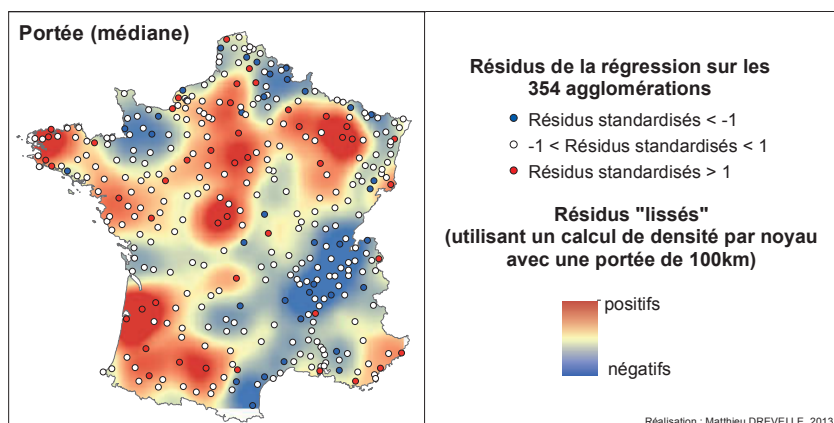 Portée (médiane)
Résidus de la régression sur les
354 agglomérations
Résidus standardisés < -1
-1 < Résidus standardisés < 1
Résidus standardisés > 1
Résidus "lissés"
(utilisant un calcul de densité par noyau
avec une portée de 100km)
positifs
négatifs
Réalisation : Matthieu DREVELLE, 2013